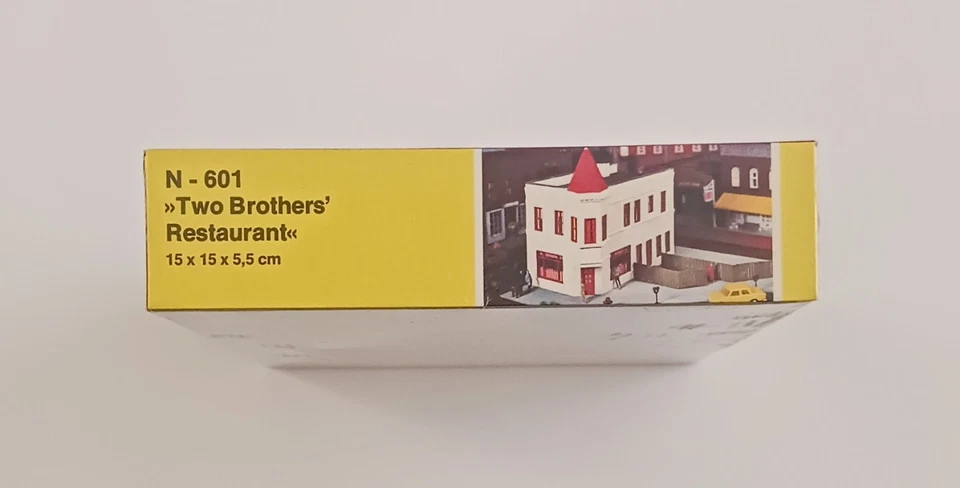 N - 601
»Two Brothers’
Restaurant«
15 x 15 x 5,5 cm